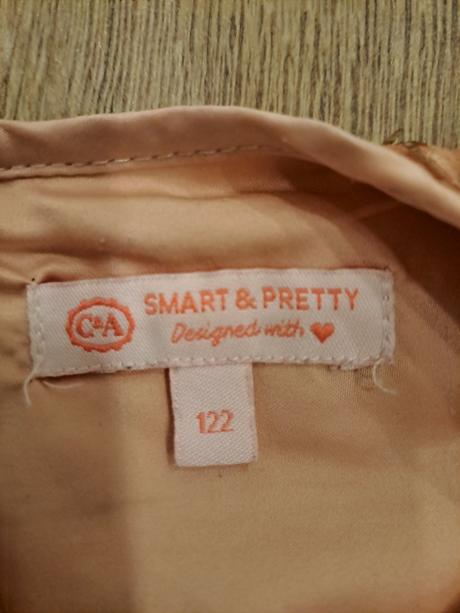 C&A
SMART & PRETTY
Designed with ♥
122